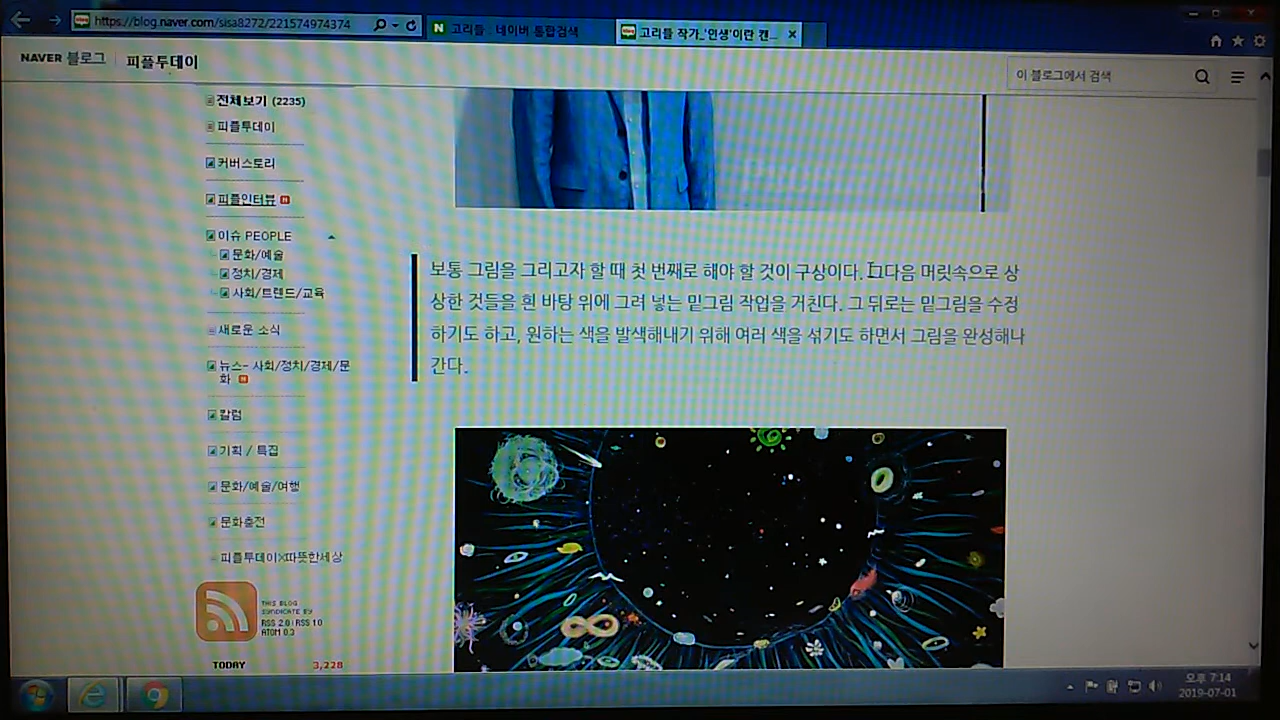 https://blog.naver.com/sisa8272/221574974374
고리들 : 네이버 통합검색
고리들 작가_'인생'이란 캔...
NAVER 블로그
피플투데이
이 블로그에서 검색
전체보기 (2235)
피플투데이
커버스토리
피플인터뷰
이슈 PEOPLE
문화/예술
정치/경제
사회/트렌드/교육
새로운 소식
뉴스- 사회/정치/경제/문
화
칼럼
기획 / 특집
문화/예술/여행
문화충전
피플투데이X따뜻한세상
THIS BLOG
SYNDICATE BY
RSS 2.0 | RSS 1.0
ATOM 0.3
TODAY 3,228
보통 그림을 그리고자 할 때 첫 번째로 해야 할 것이 구상이다. 그다음 머릿속으로 상
상한 것들을 흰 바탕 위에 그려 넣는 밑그림 작업을 거친다. 그 뒤로는 밑그림을 수정
하기도 하고, 원하는 색을 발색해내기 위해 여러 색을 섞기도 하면서 그림을 완성해나
간다.
오후 7:14
2019-07-01